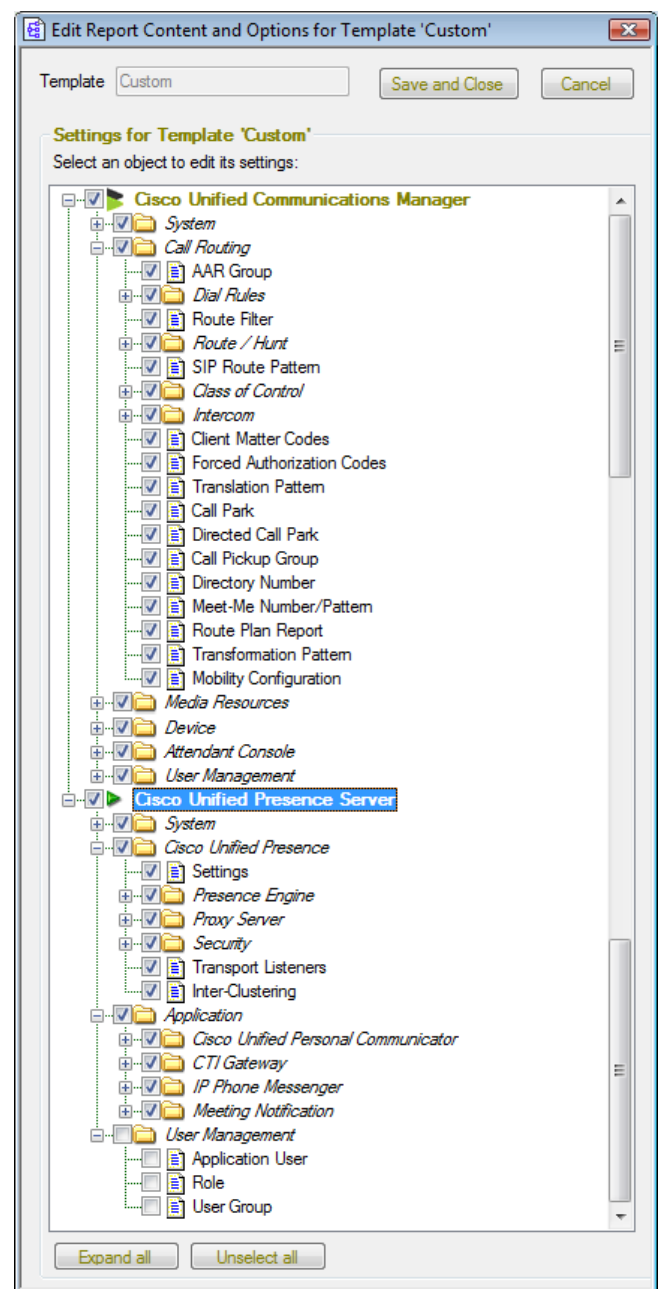 Edit Report Content and Options for Template 'Custom'
Template Custom Save and Close Cancel
Settings for Template 'Custom'
Select an object to edit its settings:
Cisco Unified Communications Manager
System
Call Routing
AAR Group
Dial Rules
Route Filter
Route / Hunt
SIP Route Pattern
Class of Control
Intercom
Client Matter Codes
Forced Authorization Codes
Translation Pattern
Call Park
Directed Call Park
Call Pickup Group
Directory Number
Meet-Me Number/Pattern
Route Plan Report
Transformation Pattern
Mobility Configuration
Media Resources
Device
Attendant Console
User Management
Cisco Unified Presence Server
System
Cisco Unified Presence
Settings
Presence Engine
Proxy Server
Security
Transport Listeners
Inter-Clustering
Application
Cisco Unified Personal Communicator
CTI Gateway
IP Phone Messenger
Meeting Notification
User Management
Application User
Role
User Group
Expand all Unselect all